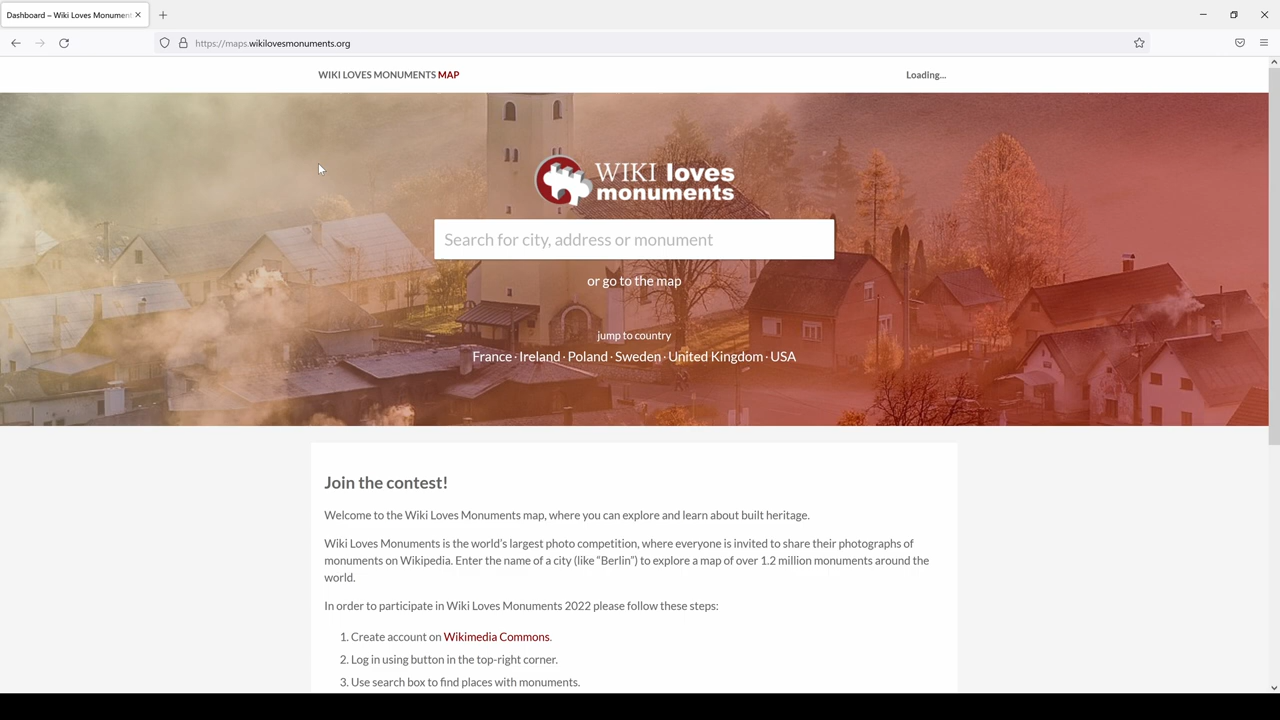 Dashboard – Wiki Loves Monument
https://maps.wikilovesmonuments.org
WIKI LOVES MONUMENTS MAP
Loading...
WIKI loves
monuments
Search for city, address or monument
or go to the map
jump to country
France · Ireland · Poland · Sweden · United Kingdom · USA
Join the contest!
Welcome to the Wiki Loves Monuments map, where you can explore and learn about built heritage.
Wiki Loves Monuments is the world's largest photo competition, where everyone is invited to share their photographs of
monuments on Wikipedia. Enter the name of a city (like "Berlin") to explore a map of over 1.2 million monuments around the
world.
In order to participate in Wiki Loves Monuments 2022 please follow these steps:
1. Create account on Wikimedia Commons.
2. Log in using button in the top-right corner.
3. Use search box to find places with monuments.